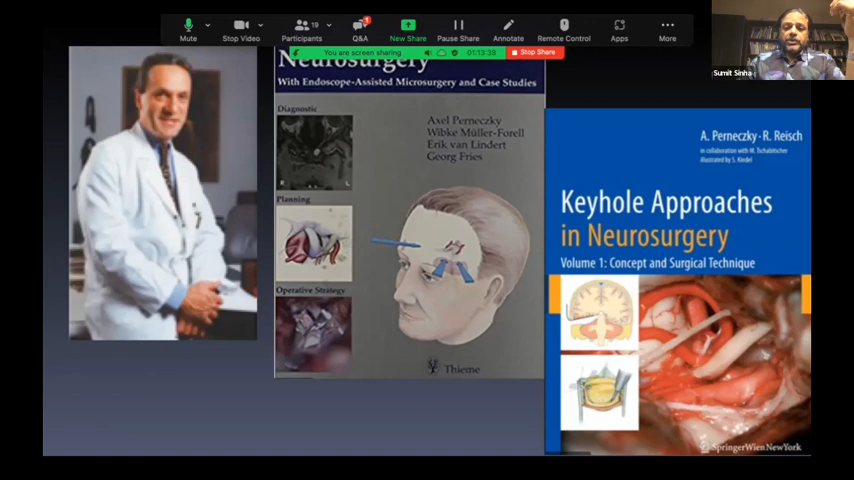 Mute
Stop Video
Participants
19
Q&A
1
New Share
Pause Share
Annotate
Remote Control
Apps
More
You are screen sharing
01:13:38
Stop Share
Sumit Sinha
Neurosurgery
With Endoscope-Assisted Microsurgery and Case Studies
Diagnostic
R
L
Axel Perneczky
Wibke Müller-Forell
Erik van Lindert
Georg Fries
Planning
Operative Strategy
Thieme
A. Perneczky · R. Reisch
in collaboration with M. Tschabitscher
illustrated by S. Kindel
Keyhole Approaches
in Neurosurgery
Volume 1: Concept and Surgical Technique
SpringerWienNewYork